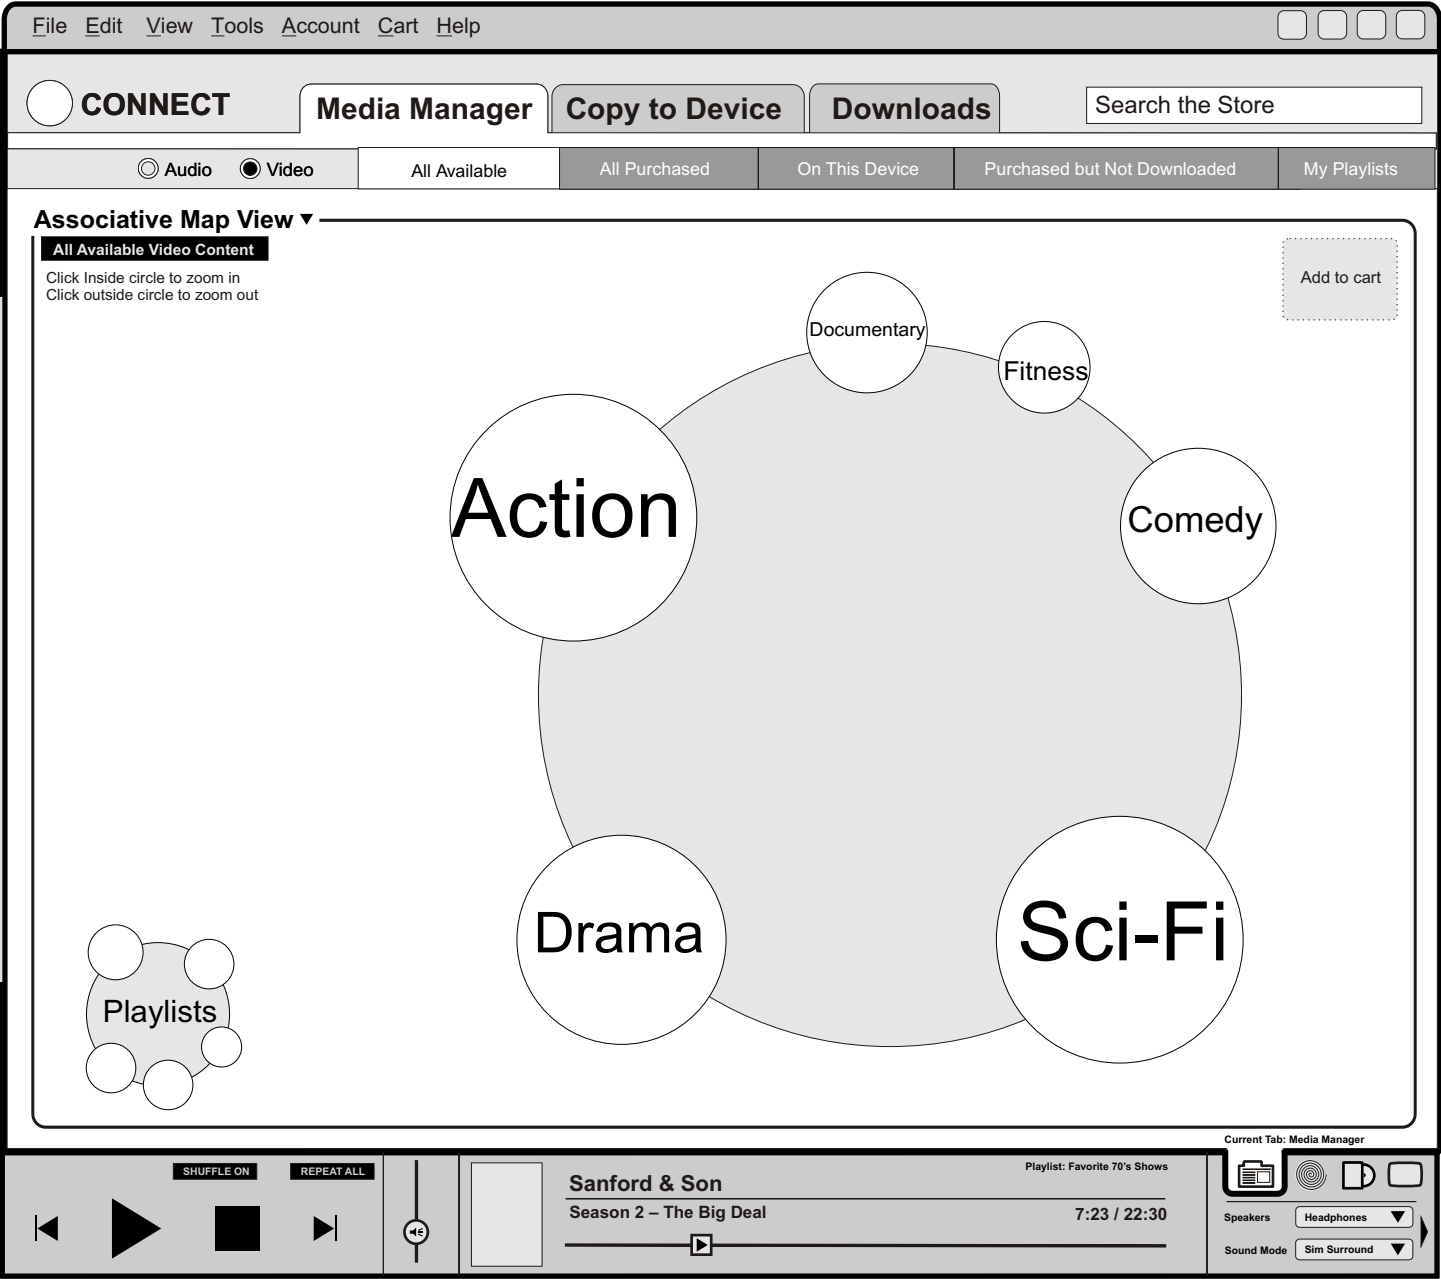 File Edit View Tools Account Cart Help
CONNECT
Media Manager
Copy to Device
Downloads
Search the Store
Audio
Video
All Available
All Purchased
On This Device
Purchased but Not Downloaded
My Playlists
Associative Map View
All Available Video Content
Click Inside circle to zoom in
Click outside circle to zoom out
Add to cart
Documentary
Fitness
Action
Comedy
Drama
Sci-Fi
Playlists
Current Tab: Media Manager
SHUFFLE ON
REPEAT ALL
Playlist: Favorite 70's Shows
Sanford & Son
Season 2 – The Big Deal
7:23 / 22:30
Speakers
Headphones
Sound Mode
Sim Surround